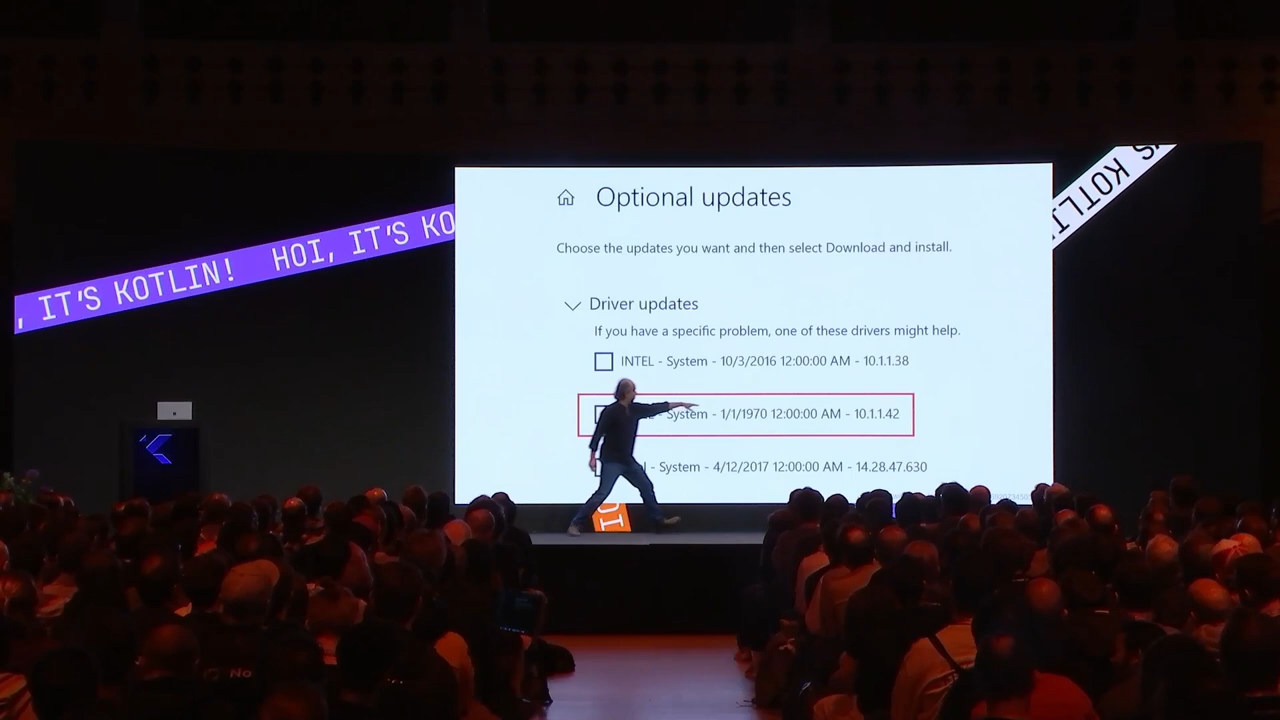 , IT'S KOTLIN! HOI, IT'S KO
S KOTLI
Optional updates
Choose the updates you want and then select Download and install.
Driver updates
If you have a specific problem, one of these drivers might help.
INTEL - System - 10/3/2016 12:00:00 AM - 10.1.1.38
- System - 1/1/1970 12:00:00 AM - 10.1.1.42
l - System - 4/12/2017 12:00:00 AM - 14.28.47.630
OI
No